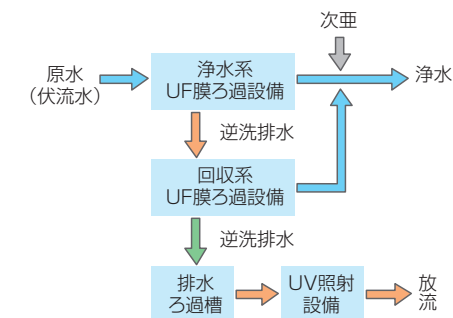 次亜
原水
（伏流水）
浄水系
UF膜ろ過設備
浄水
逆洗排水
回収系
UF膜ろ過設備
逆洗排水
排水
ろ過槽
UV照射
設備
放
流